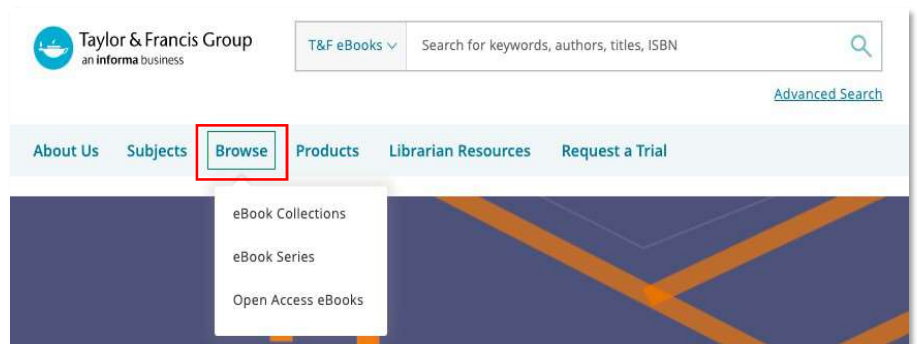 Taylor & Francis Group
an informa business
T&F eBooks
Search for keywords, authors, titles, ISBN
Advanced Search
About Us Subjects Browse Products Librarian Resources Request a Trial
eBook Collections
eBook Series
Open Access eBooks